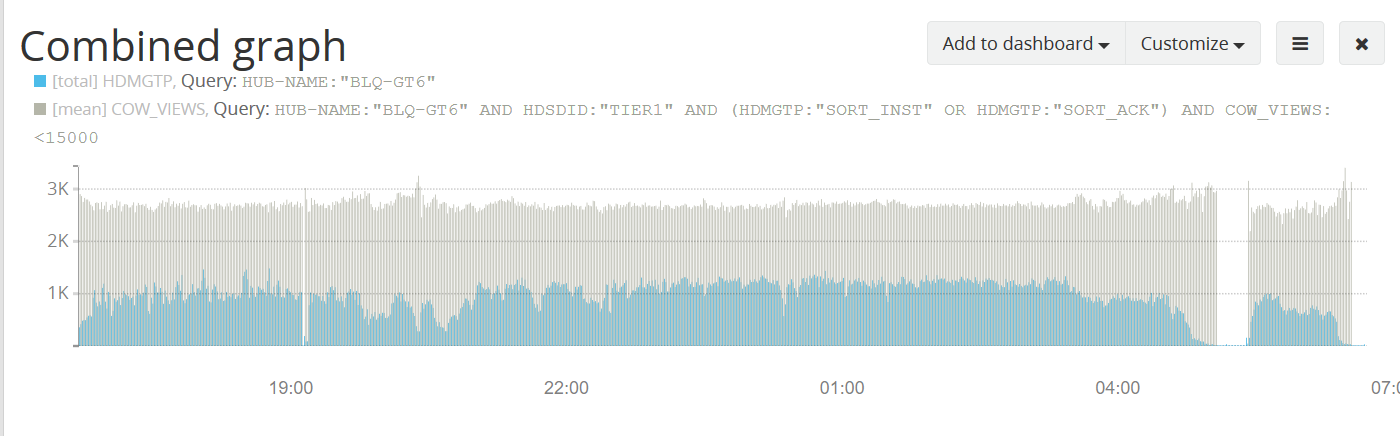 Combined graph
Add to dashboard
Customize
[total] HDMGTP, Query: HUB-NAME:"BLQ-GT6"
[mean] COW_VIEWS, Query: HUB-NAME:"BLQ-GT6" AND HDSDID:"TIER1" AND (HDMGTP:"SORT_INST" OR HDMGTP:"SORT_ACK") AND COW_VIEWS:
<15000
3K
2K
1K
19:00
22:00
01:00
04:00
07:0